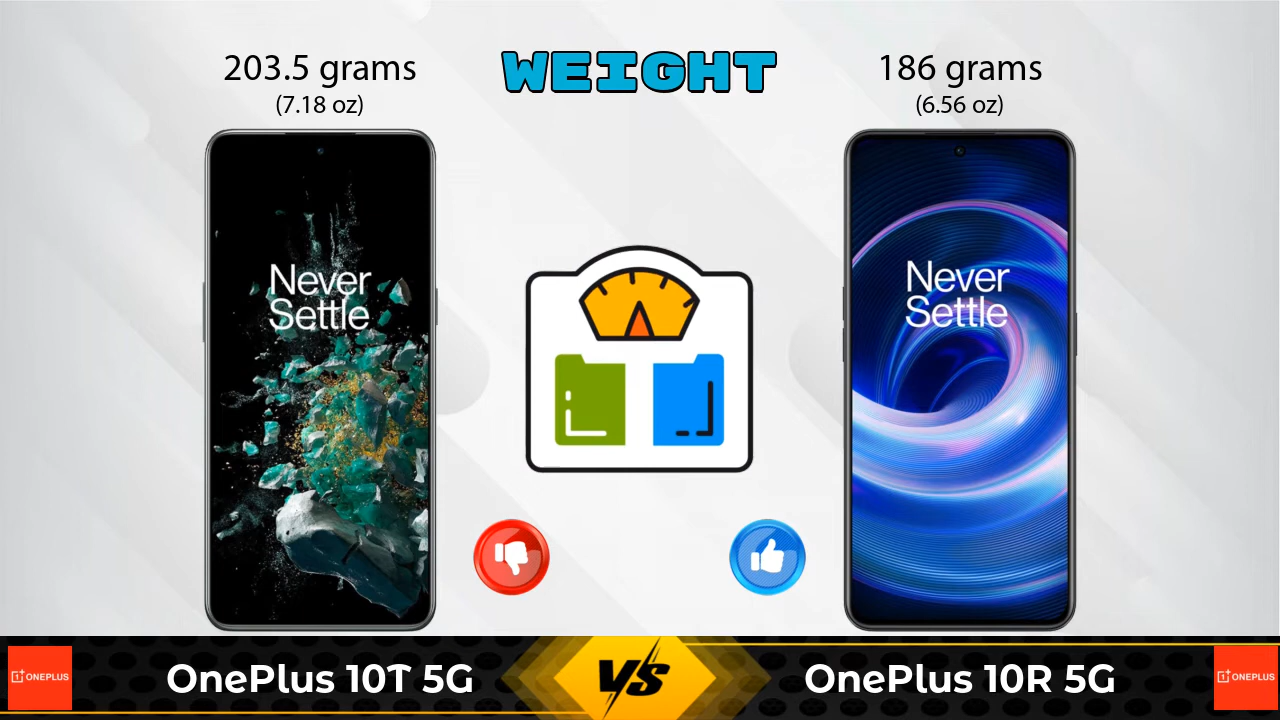 203.5 grams
(7.18 oz)
WEIGHT
186 grams
(6.56 oz)
Never
Settle
Never
Settle
ONEPLUS
OnePlus 10T 5G
VS
OnePlus 10R 5G
ONEPLUS